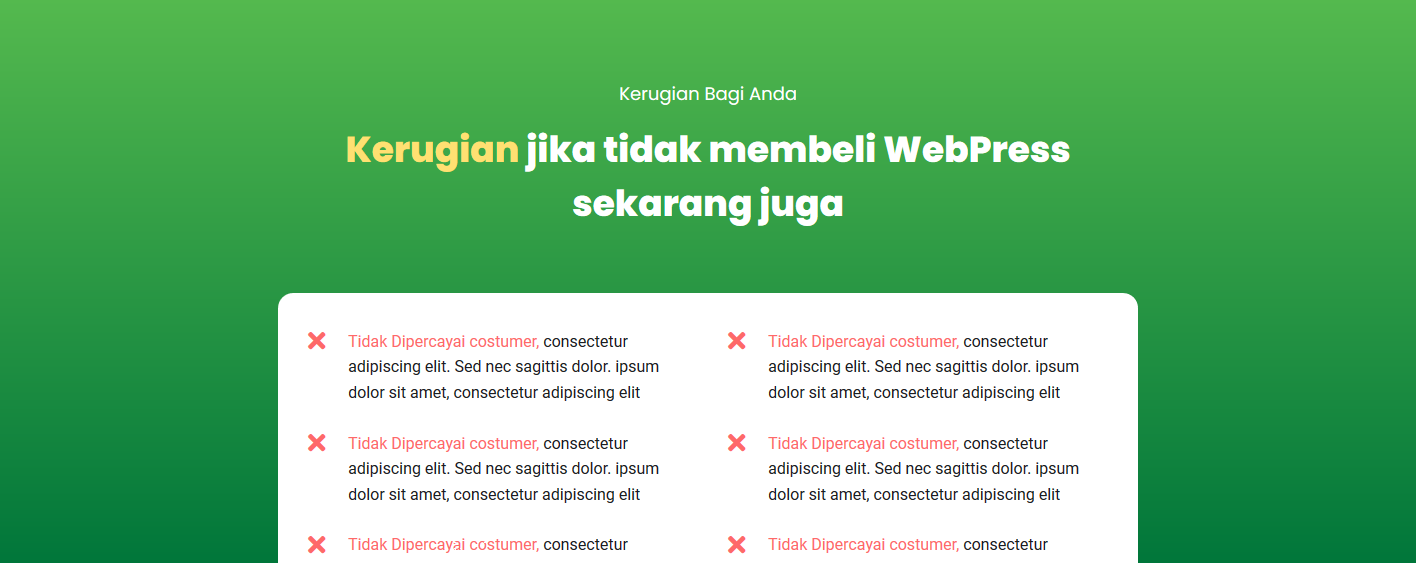 Kerugian Bagi Anda
Kerugian jika tidak membeli WebPress
sekarang juga
Tidak Dipercayai costumer, consectetur
adipiscing elit. Sed nec sagittis dolor. ipsum
dolor sit amet, consectetur adipiscing elit
Tidak Dipercayai costumer, consectetur
adipiscing elit. Sed nec sagittis dolor. ipsum
dolor sit amet, consectetur adipiscing elit
Tidak Dipercayai costumer, consectetur
Tidak Dipercayai costumer, consectetur
adipiscing elit. Sed nec sagittis dolor. ipsum
dolor sit amet, consectetur adipiscing elit
Tidak Dipercayai costumer, consectetur
adipiscing elit. Sed nec sagittis dolor. ipsum
dolor sit amet, consectetur adipiscing elit
Tidak Dipercayai costumer, consectetur